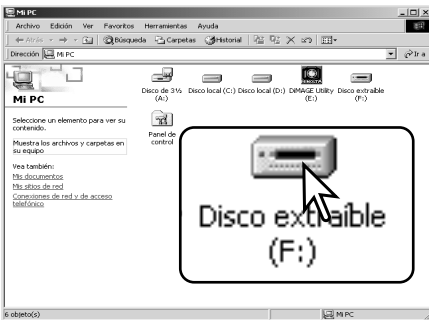 Mi PC
Archivo Edición Ver Favoritos Herramientas Ayuda
Atrás Búsqueda Carpetas Historial
Dirección Mi PC Ir a
Mi PC
Seleccione un elemento para ver su
contenido.
Muestra los archivos y carpetas en
su equipo
Vea también:
Mis documentos
Mis sitios de red
Conexiones de red y de acceso
telefónico
Disco de 3½
(A:)
Disco local (C:)
Disco local (D:)
DiMAGE Utility
(E:)
Disco extraíble
(F:)
Panel de
control
Disco extraíble
(F:)
6 objeto(s) Mi PC